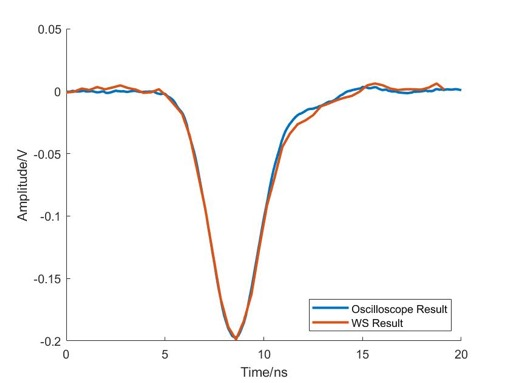 0.05
0
-0.05
-0.1
-0.15
-0.2
Amplitude/V
0 5 10 15 20
Time/ns
Oscilloscope Result
WS Result